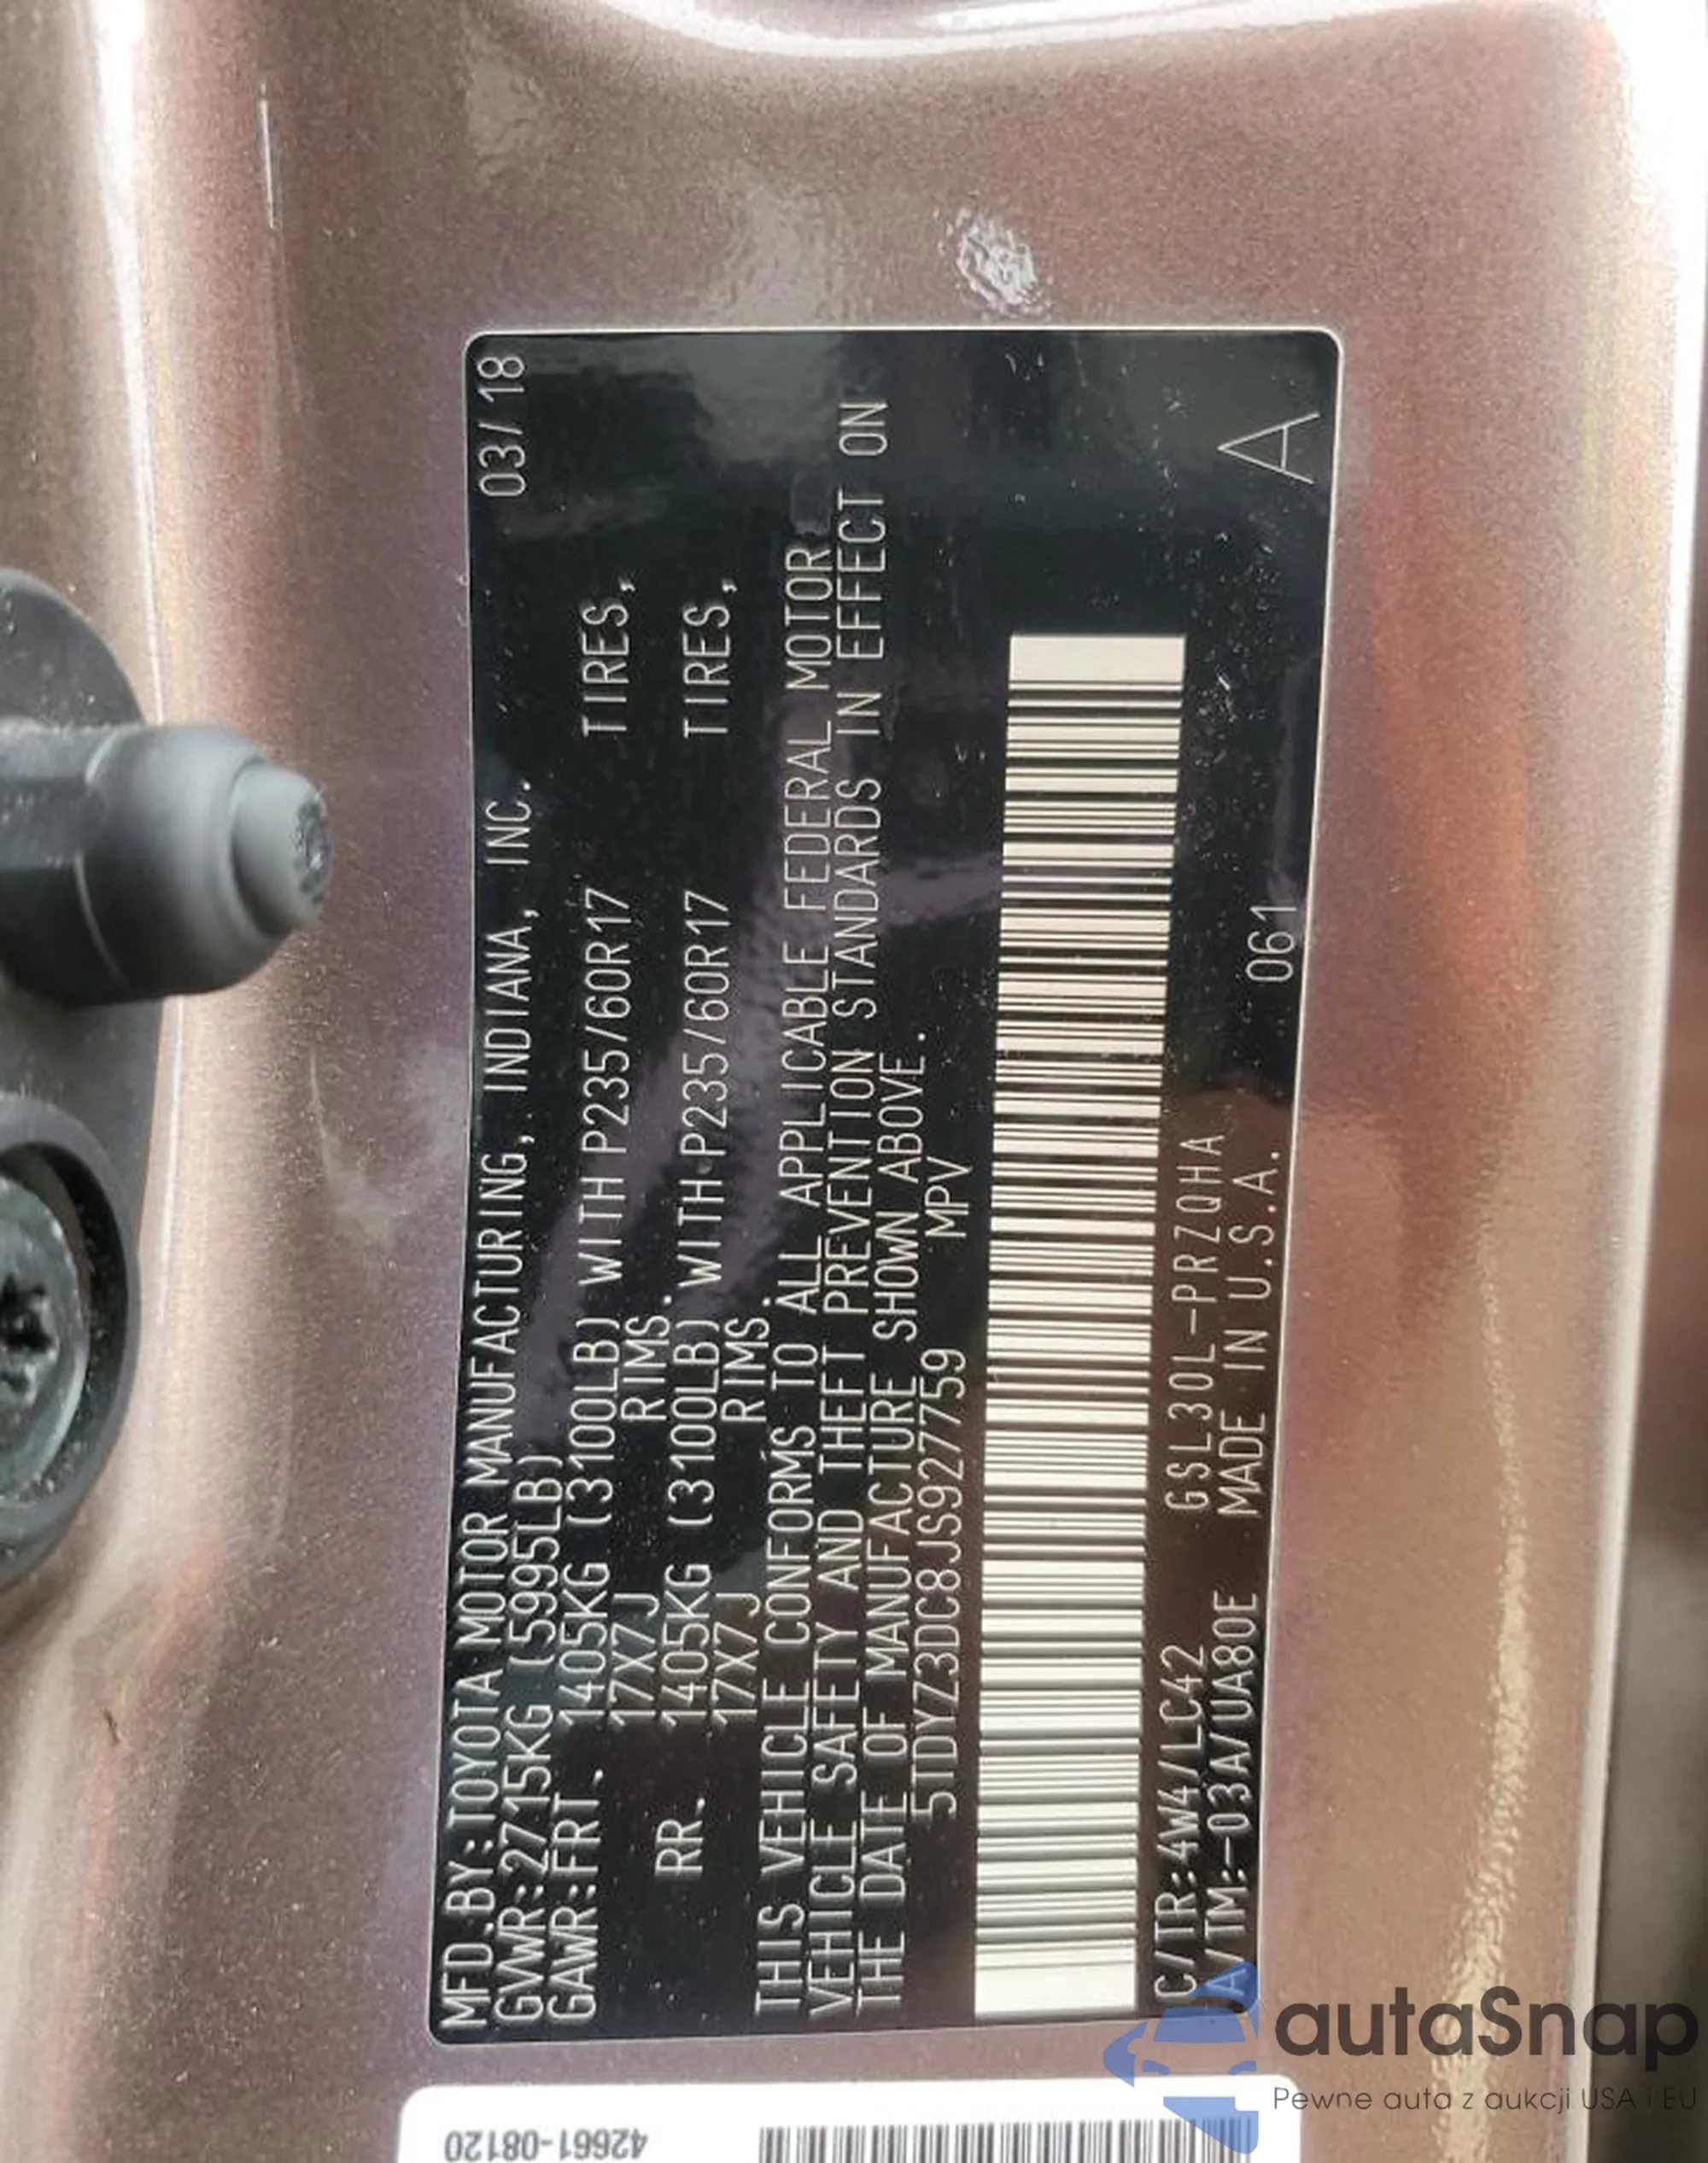 MFD.BY:TOYOTA MOTOR MANUFACTURING, INDIANA, INC. 03/18
GVWR:2715KG (5995LB)
GAWR:FRT. 1405KG (3100LB) WITH P235/60R17 TIRES,
17X7J RIMS.
RR. 1405KG (3100LB) WITH P235/60R17 TIRES,
17X7J RIMS.
THIS VEHICLE CONFORMS TO ALL APPLICABLE FEDERAL MOTOR
VEHICLE SAFETY AND THEFT PREVENTION STANDARDS IN EFFECT ON
THE DATE OF MANUFACTURE SHOWN ABOVE.
5TDYZ3DC8JS927759 MPV
C/TR:4W4/LC42 GSL30L-PRZQHA
A/TM:-03A/UA80E MADE IN U.S.A. 061 A
42661-08120
autaSnap
Pewne auta z aukcji USA i EU